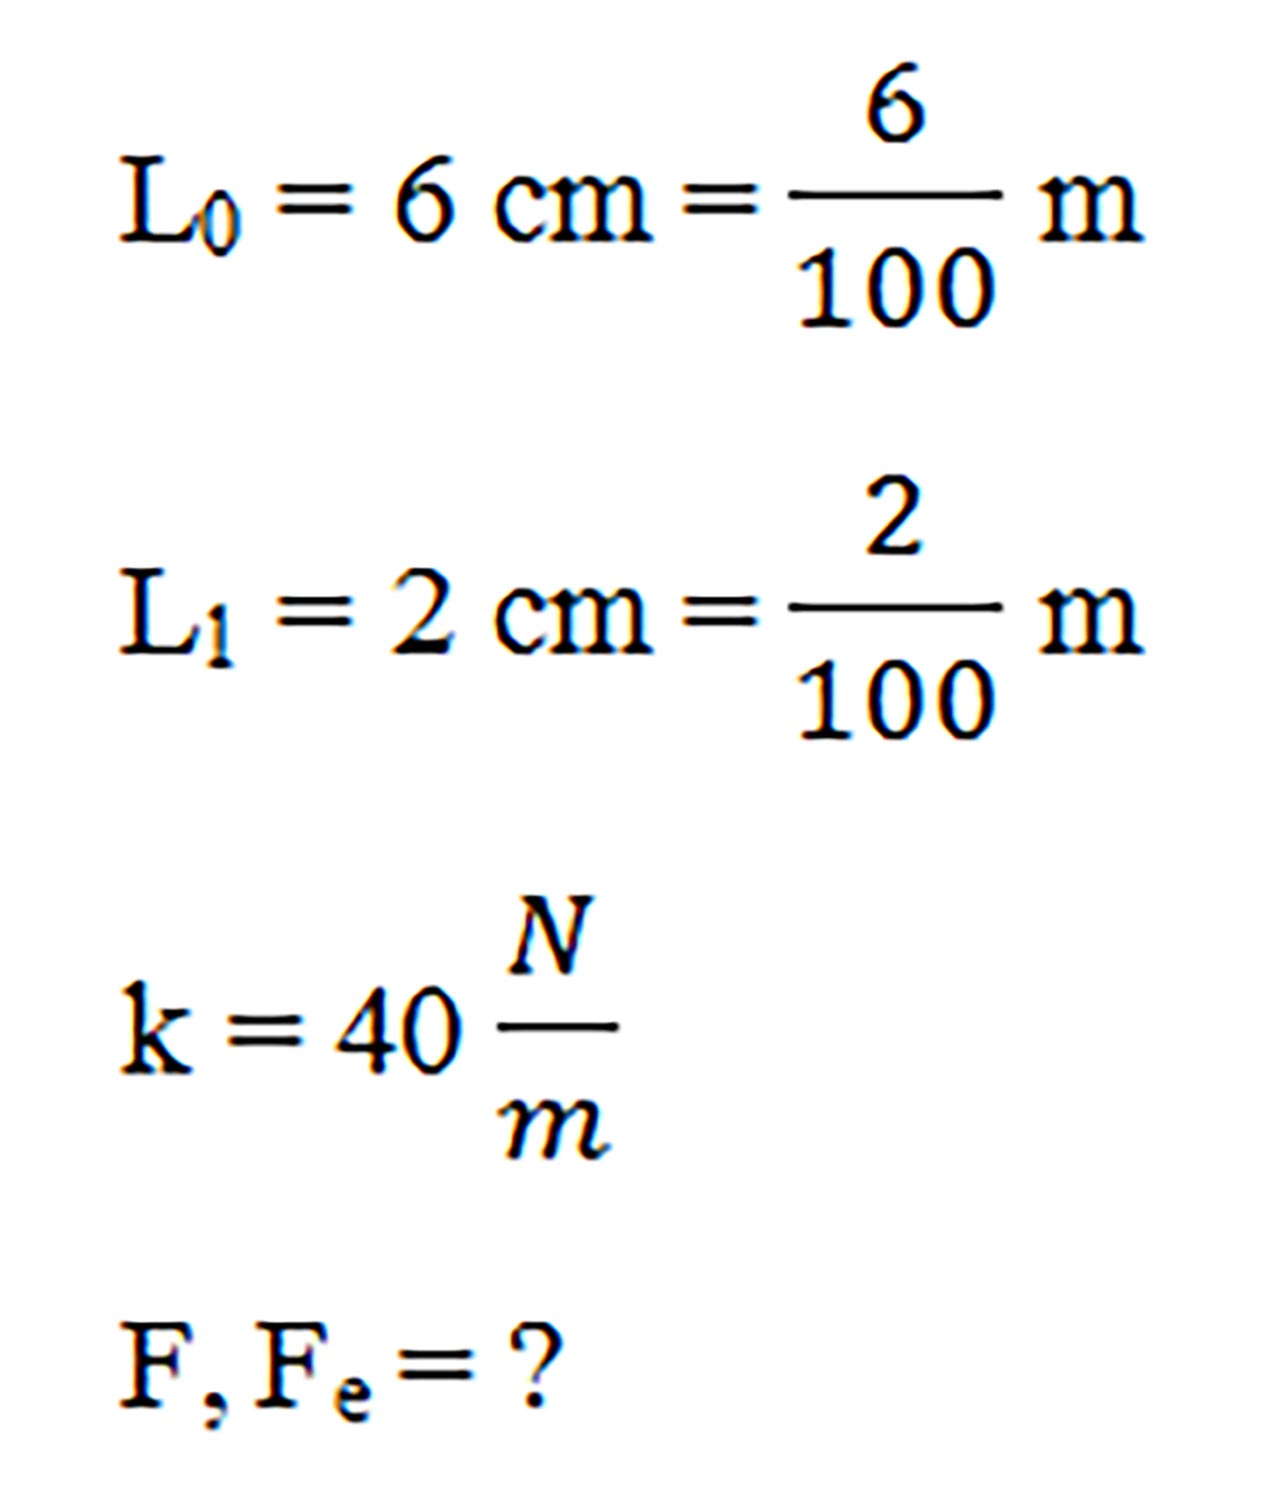 L₀ = 6 cm = 6/100 m
L₁ = 2 cm = 2/100 m
k = 40 N/m
F, Fₑ = ?